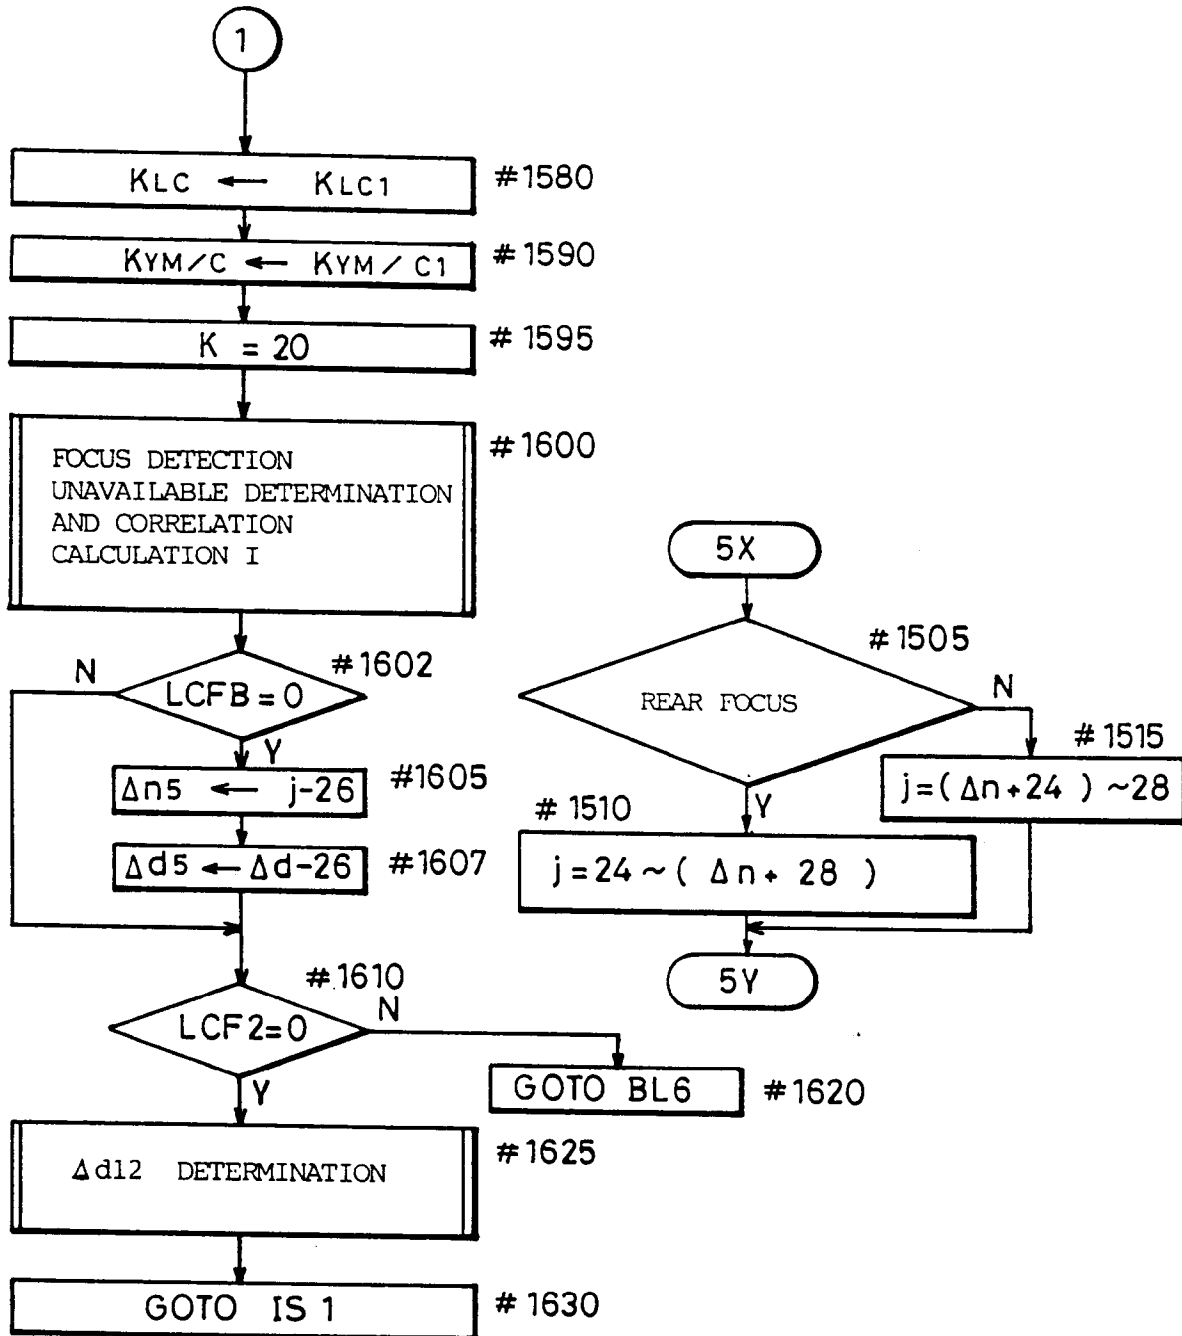 1
KLC ← KLC1 #1580
KYM/C ← KYM/C1 #1590
K = 20 #1595
#1600
FOCUS DETECTION
UNAVAILABLE DETERMINATION
AND CORRELATION
CALCULATION I
N
LCFB = 0
#1602
Y
Δn5 ← j-26 #1605
Δd5 ← Δd-26 #1607
#1610
LCF2=0
N
Y
GOTO BL6 #1620
Δd12 DETERMINATION #1625
GOTO IS 1 #1630
5X
#1505
REAR FOCUS
N
#1515
j=(Δn+24) ~28
Y
#1510
j=24 ~ (Δn+ 28)
5Y